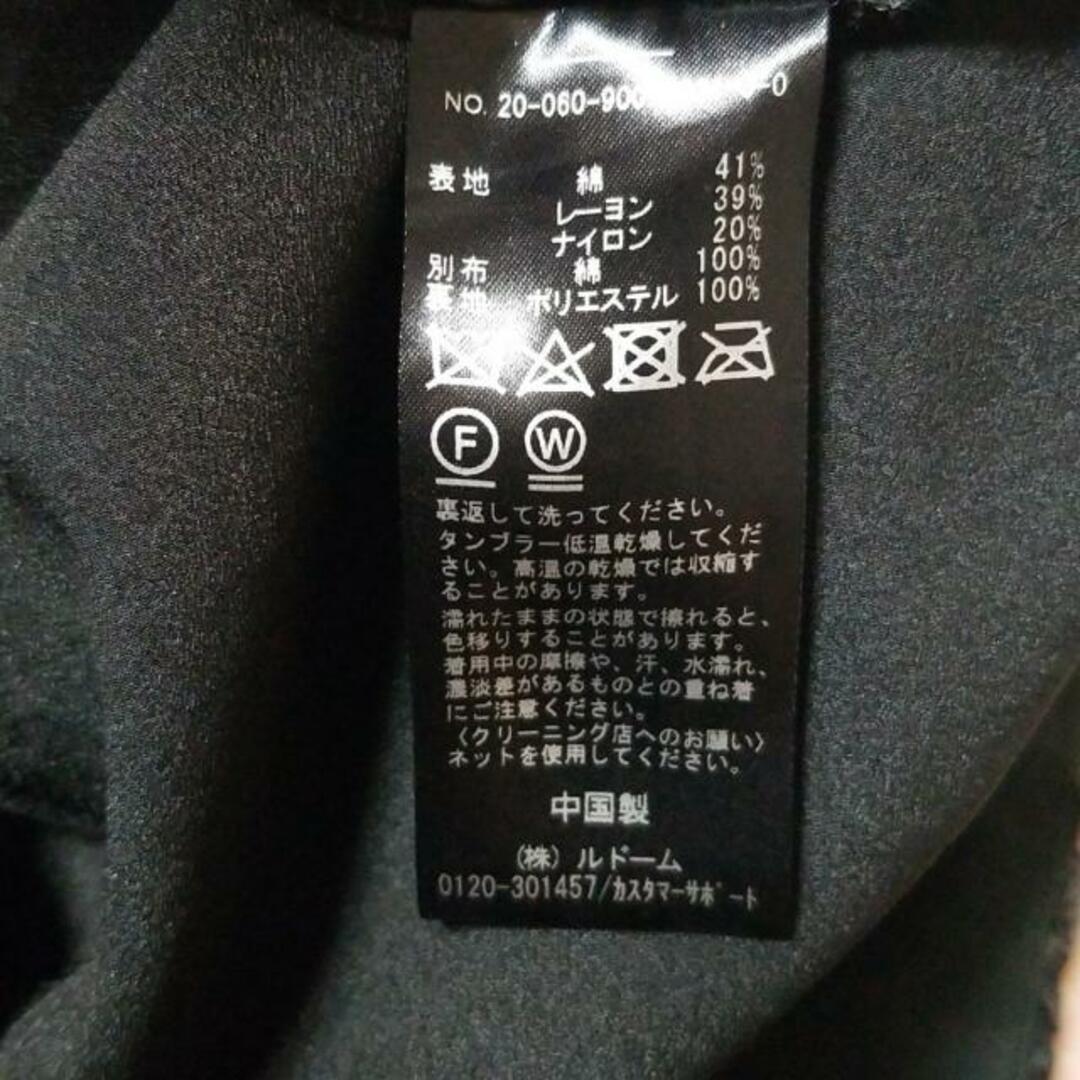 NO. 20-060-900
表地 綿 41%
レーヨン 39%
ナイロン 20%
別布 綿 100%
裏地 ポリエステル 100%
F W
裏返して洗ってください。
タンブラー低温乾燥してくだ
さい。高温の乾燥では収縮す
ることがあります。
濡れたままの状態で擦れると、
色移りすることがあります。
着用中の摩擦や、汗、水濡れ、
濃淡差があるものとの重ね着
にご注意ください。
〈クリーニング店へのお願い〉
ネットを使用してください。
中国製
(株) ルドーム
0120-301457/カスタマーサポート